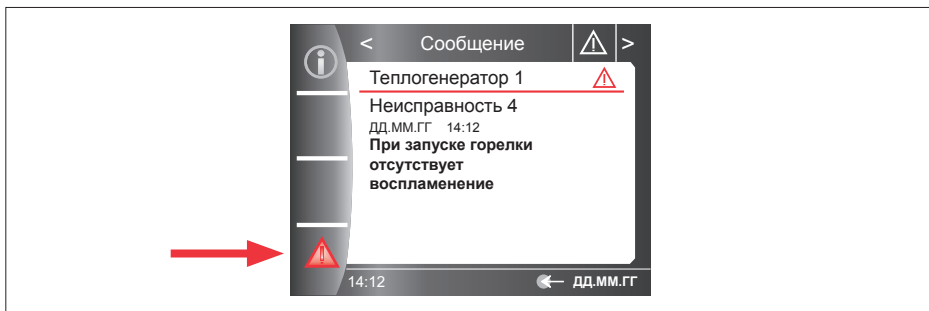 < Сообщение >
Теплогенератор 1
Неисправность 4
ДД.ММ.ГГ 14:12
При запуске горелки
отсутствует
воспламенение
14:12 ДД.ММ.ГГ